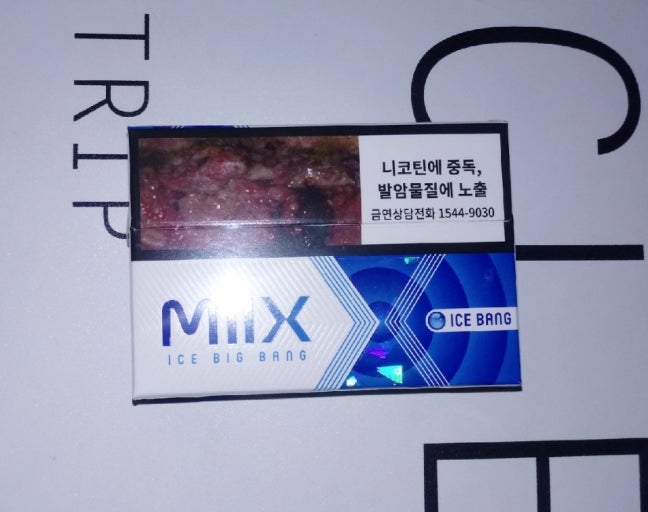 TRIP
니코틴에 중독,
발암물질에 노출
금연상담전화 1544-9030
MIIX
ICE BIG BANG
ICE BANG